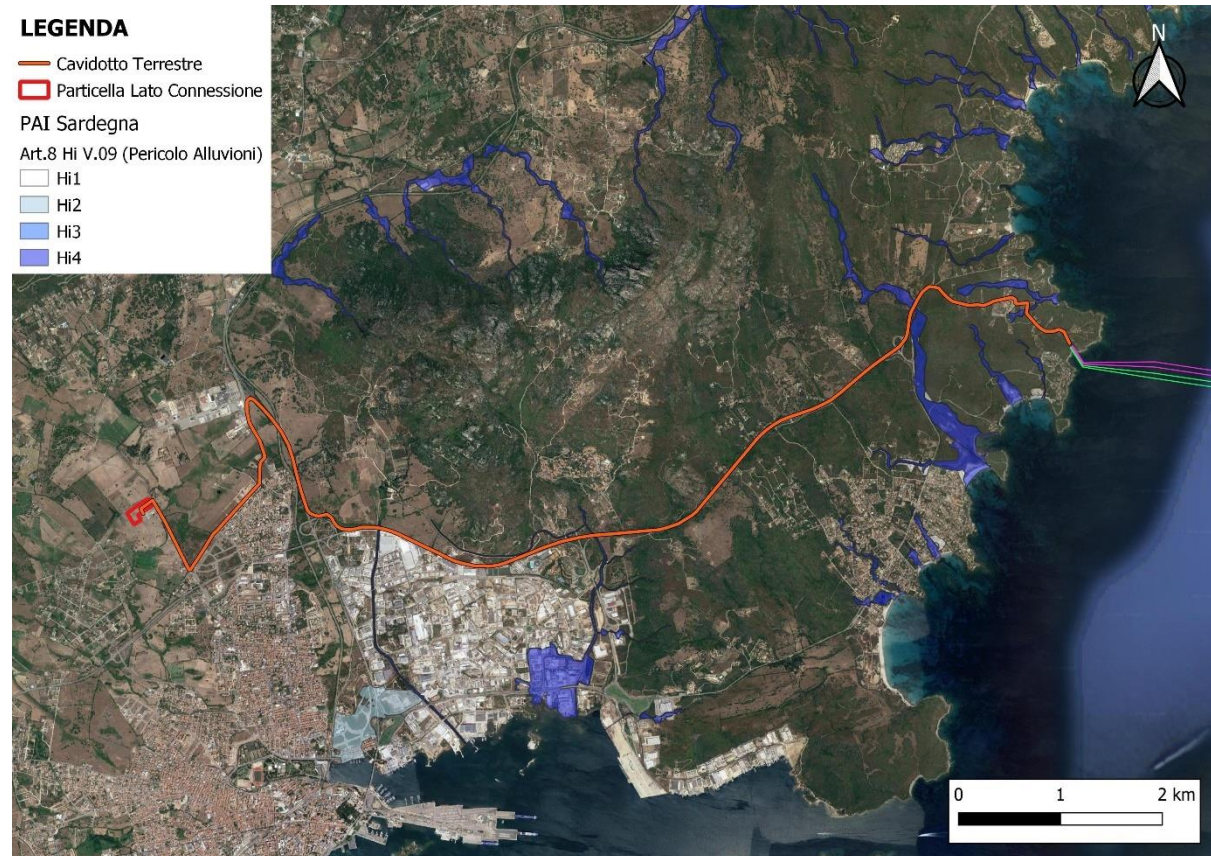 LEGENDA
Cavidotto Terrestre
Particella Lato Connessione
PAI Sardegna
Art.8 Hi V.09 (Pericolo Alluvioni)
Hi1
Hi2
Hi3
Hi4
N
0 1 2 km